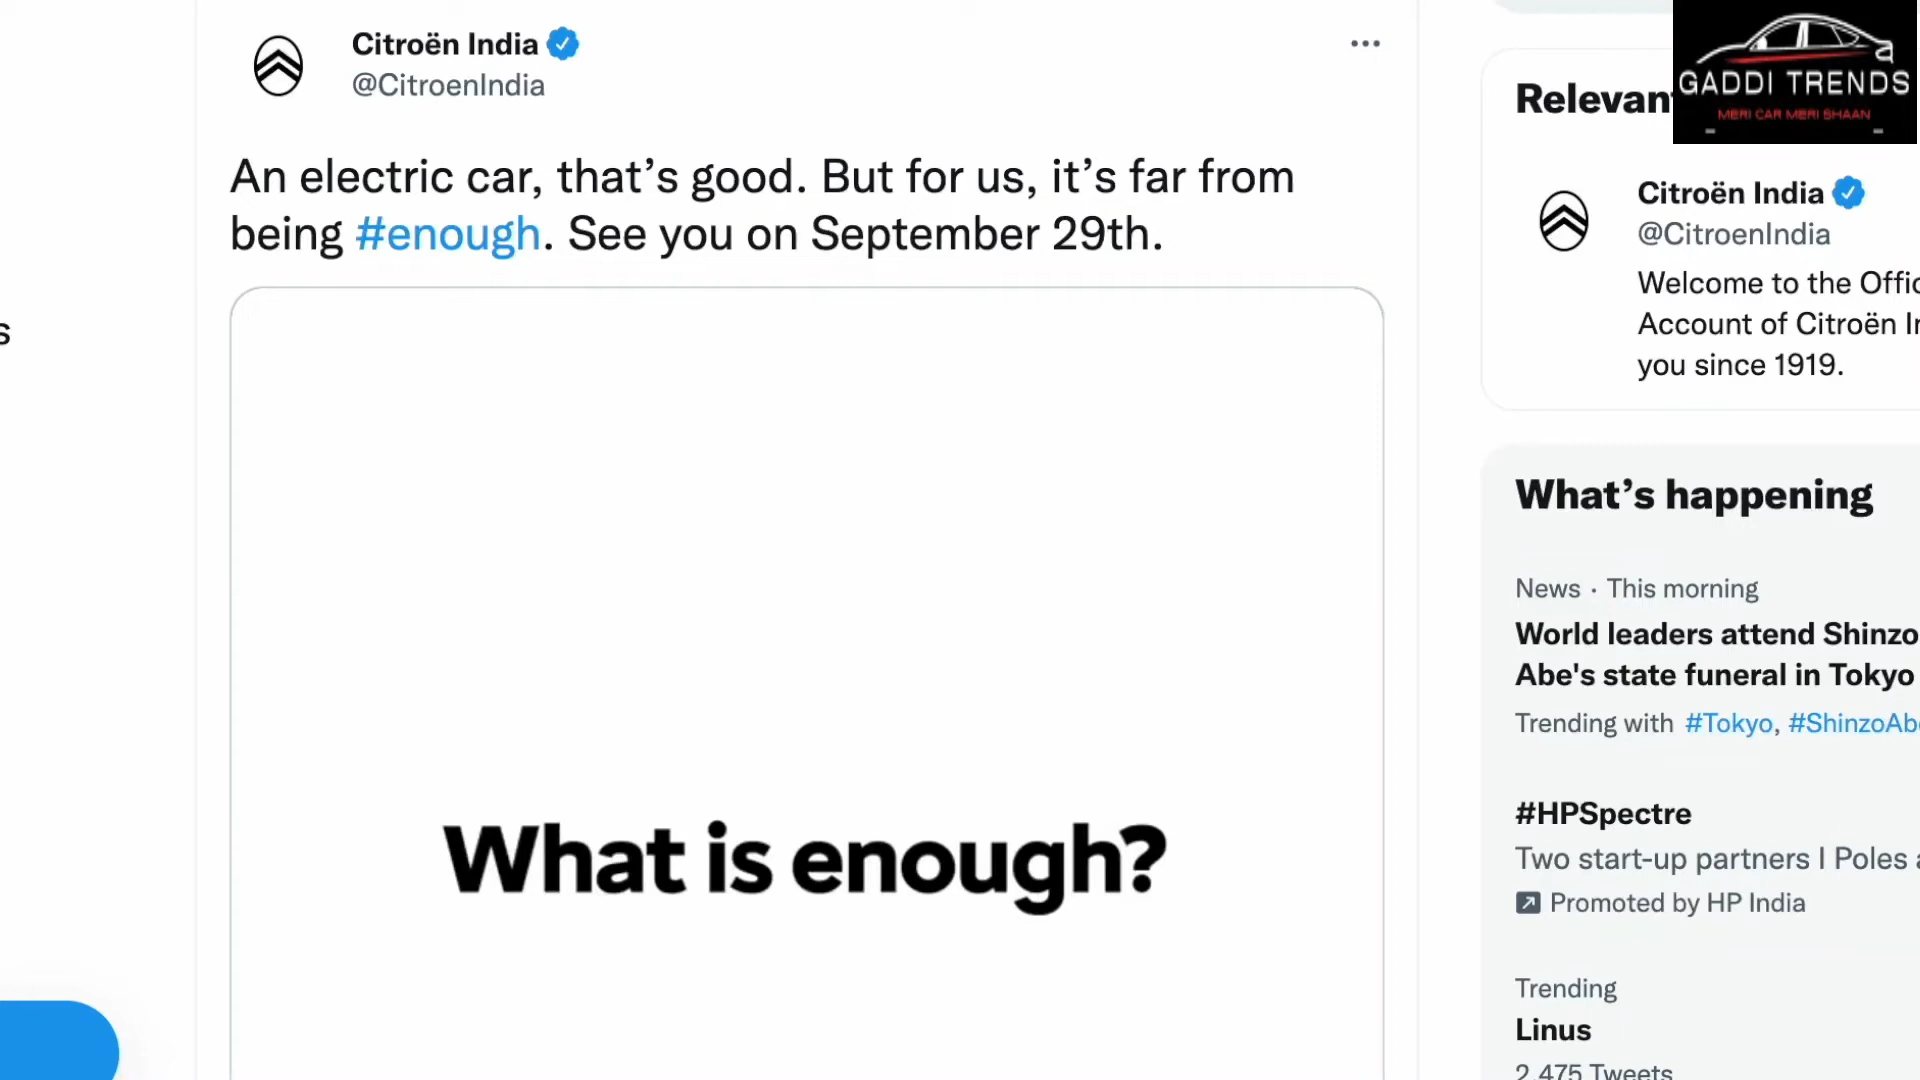 Citroën India
@CitroenIndia
An electric car, that’s good. But for us, it’s far from
being #enough. See you on September 29th.
What is enough?
GADDI TRENDS
MERI CAR MERI SHAAN
Citroën India
@CitroenIndia
Welcome to the
Account of Citroën
you since 1919.
What’s happening
News · This morning
World leaders attend Shinzo
Abe's state funeral in Tokyo
Trending with #Tokyo,
#HPSpectre
Two start-up partners I Poles
Promoted by HP India
Trending
Linus
2,475 Tweets